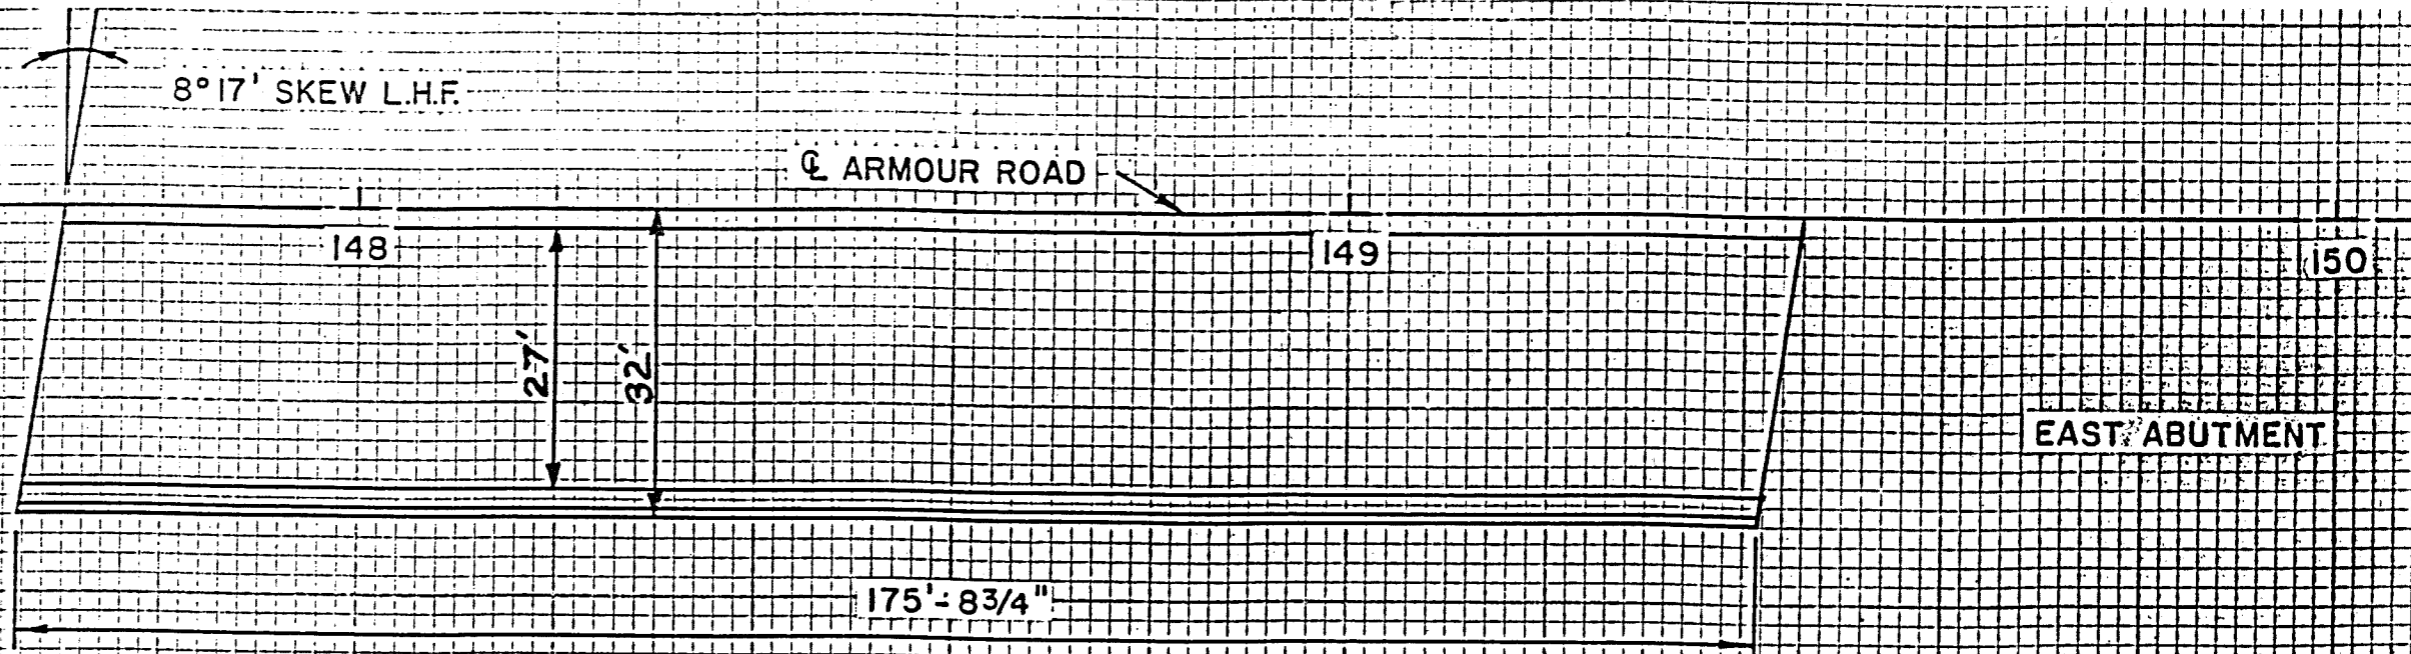 8°17' SKEW L.H.F.
℄ ARMOUR ROAD
148
149
150
27'
32'
EAST ABUTMENT
175'-8 3/4"